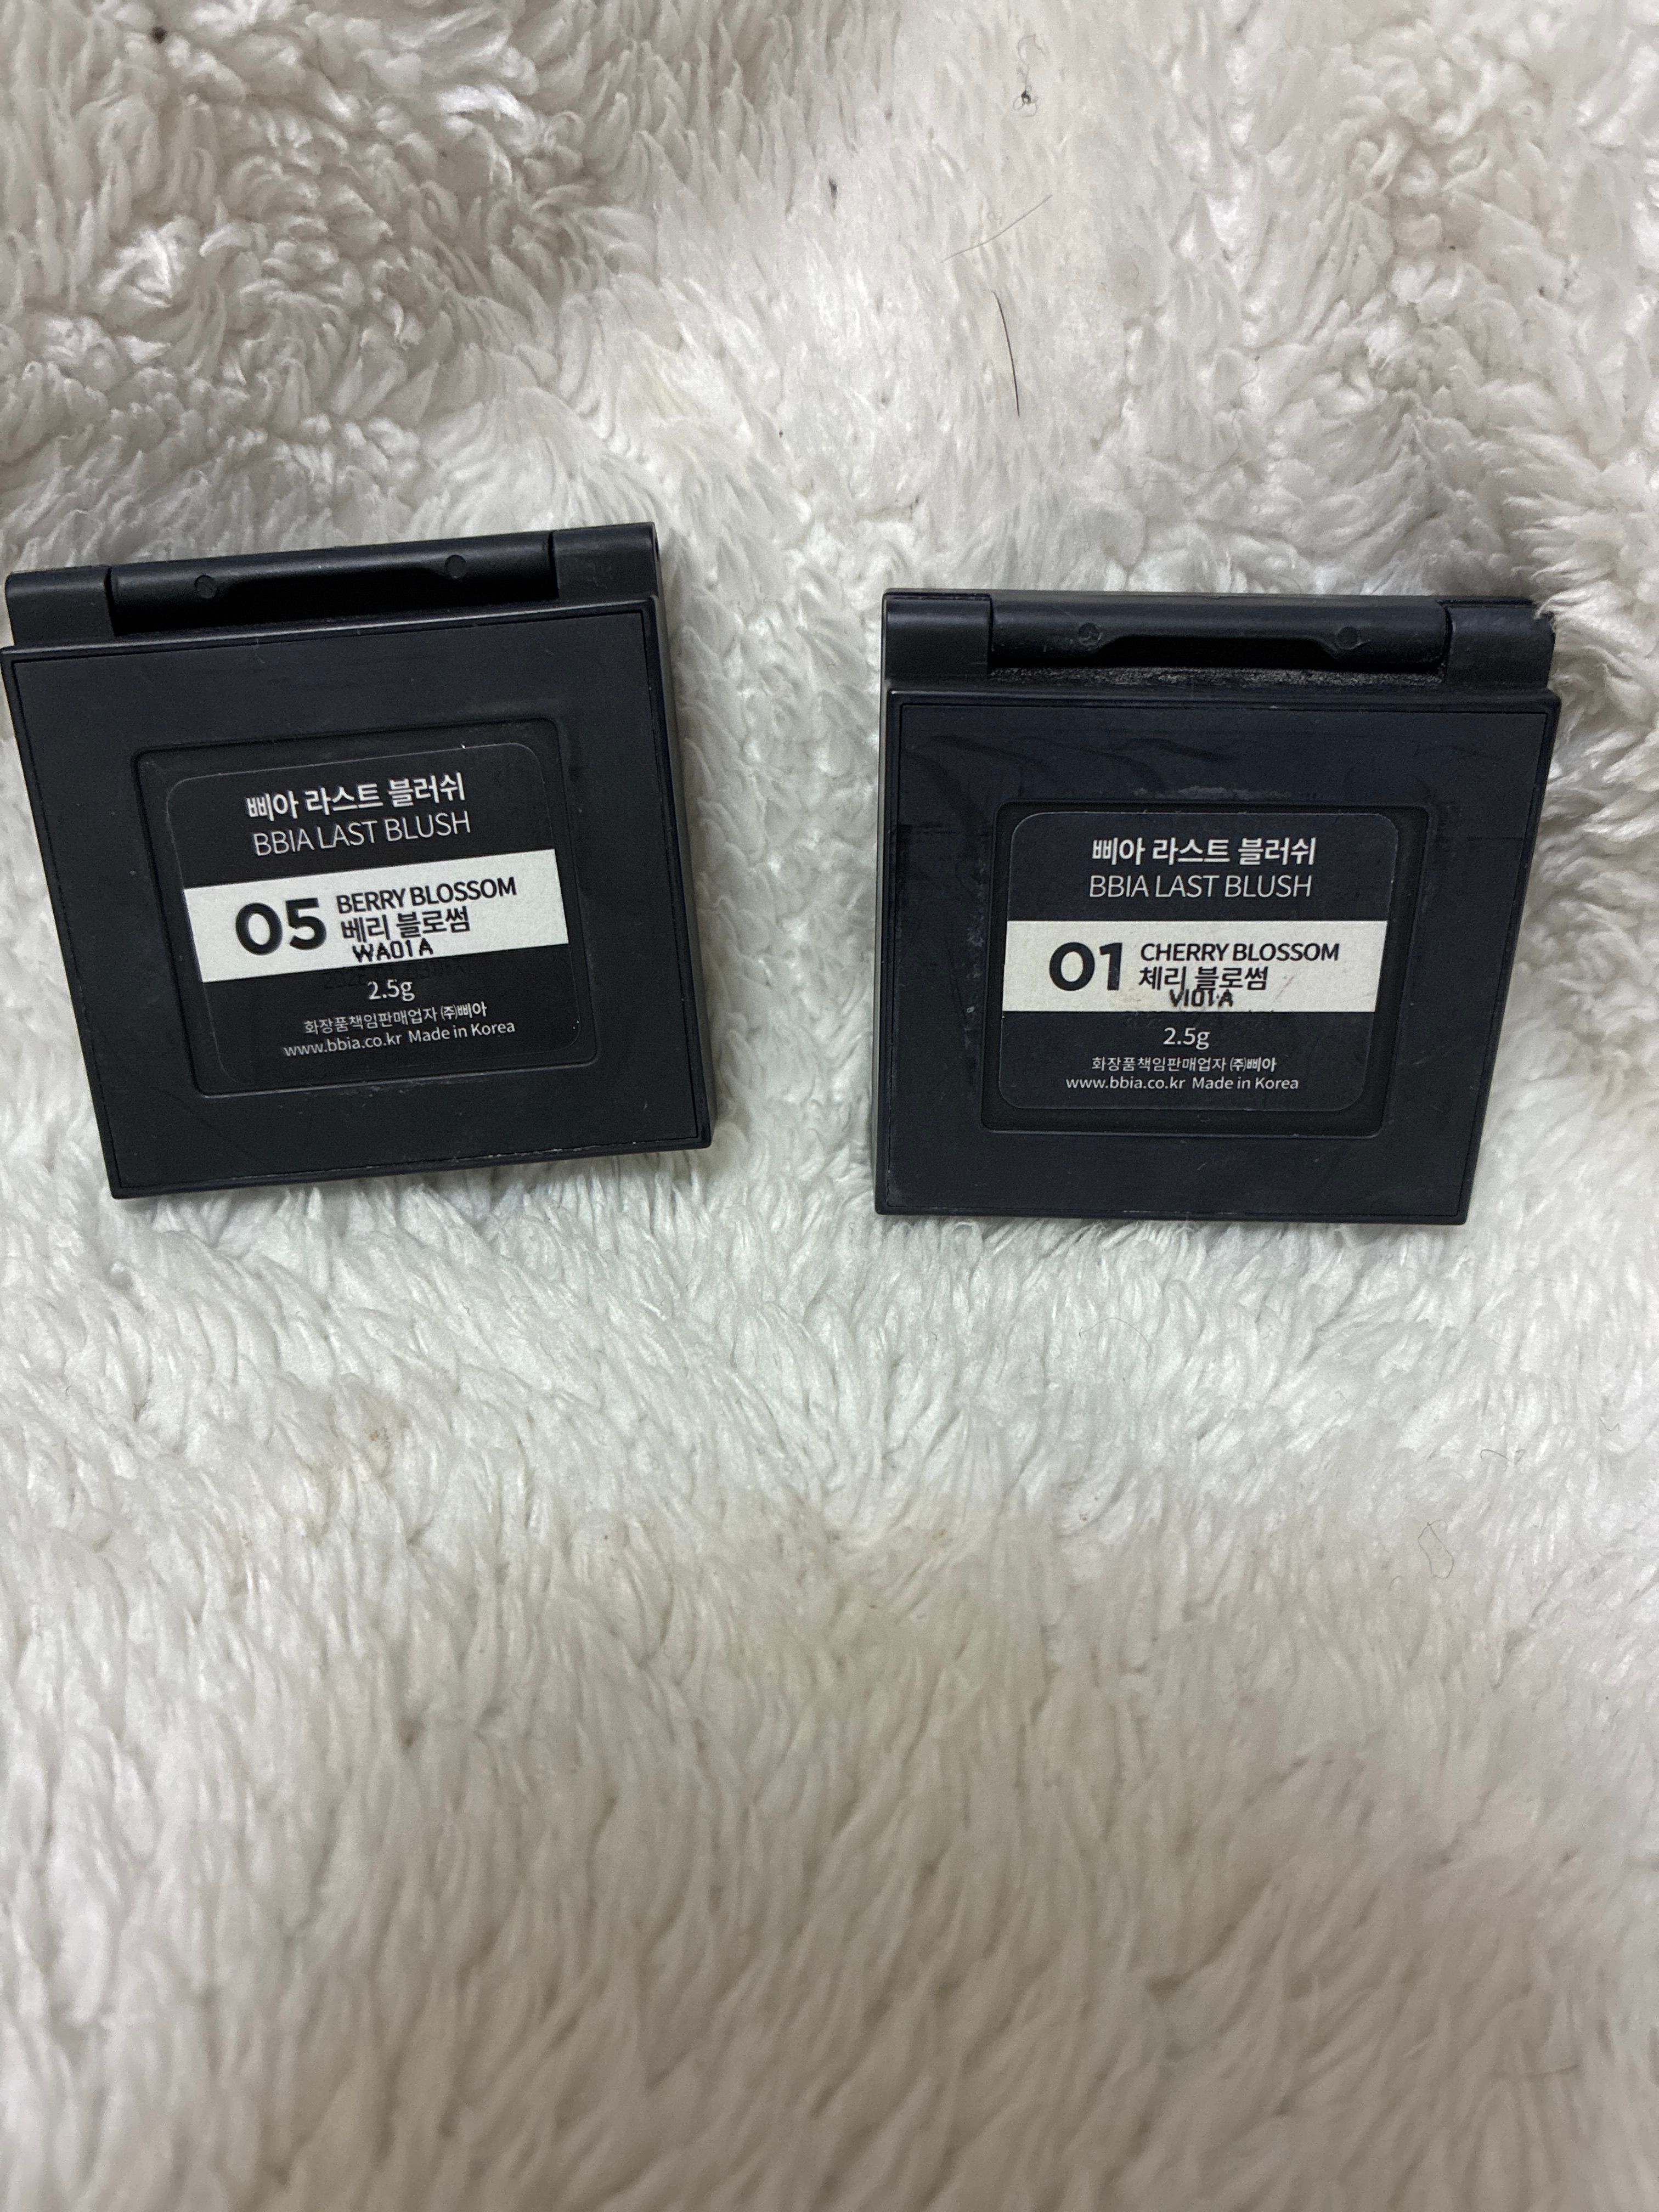 삐아 라스트 블러쉬
BBIA LAST BLUSH
05
BERRY BLOSSOM
베리 블로썸
WA01A
2.5g
화장품책임판매업자 ㈜삐아
www.bbia.co.kr Made in Korea
삐아 라스트 블러쉬
BBIA LAST BLUSH
01
CHERRY BLOSSOM
체리 블로썸
VI01A
2.5g
화장품책임판매업자 ㈜삐아
www.bbia.co.kr Made in Korea